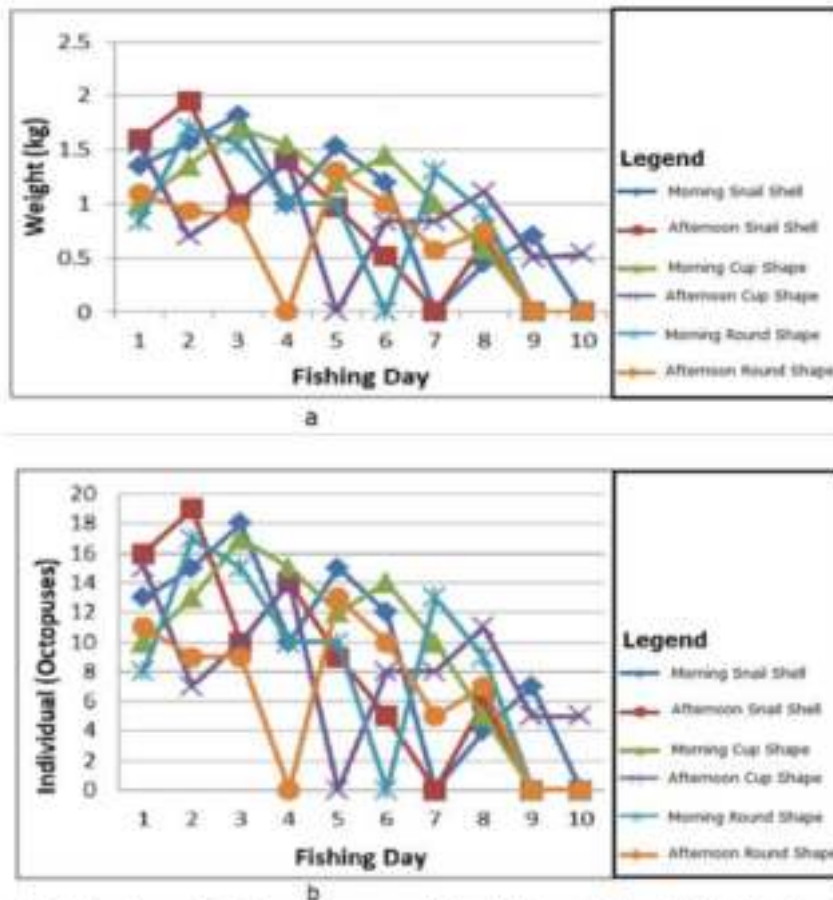 2.5
2
1.5
1
0.5
0
Weight (kg)
1 2 3 4 5 6 7 8 9 10
Fishing Day
Legend
Morning Snail Shell
Afternoon Snail Shell
Morning Cup Shape
Afternoon Cup Shape
Morning Round Shape
Afternoon Round Shape
a
20
18
16
14
12
10
8
6
4
2
0
Individual (Octopuses)
1 2 3 4 5 6 7 8 9 10
Fishing Day
Legend
Morning Snail Shell
Afternoon Snail Shell
Morning Cup Shape
Afternoon Cup Shape
Morning Round Shape
Afternoon Round Shape
b